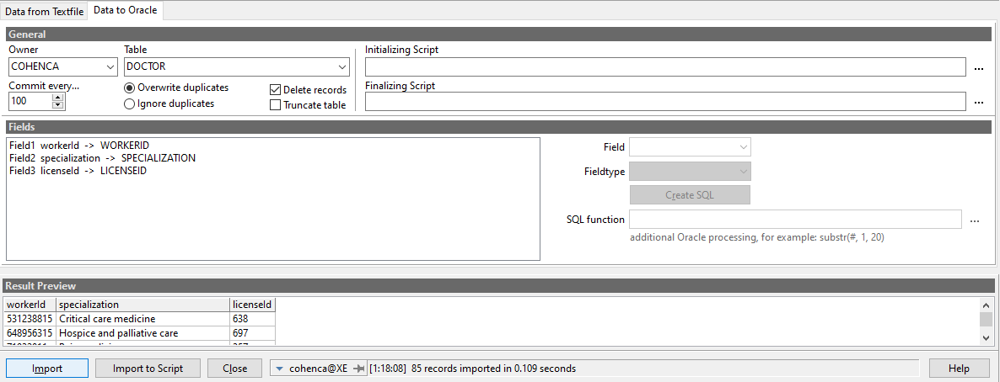 Data from Textfile Data to Oracle
General
Owner Table Initializing Script
COHENCA DOCTOR ...
Commit every... Overwrite duplicates Delete records Finalizing Script
100 Ignore duplicates Truncate table ...
Fields
Field1 workerId -> WORKERID
Field2 specialization -> SPECIALIZATION
Field3 licenseId -> LICENSEID
Field
Fieldtype
Create SQL
SQL function ...
additional Oracle processing, for example: substr(#, 1, 20)
Result Preview
workerId specialization licenseId
531238815 Critical care medicine 638
648956315 Hospice and palliative care 697
Import Import to Script Close cohenca@XE [1:18:08] 85 records imported in 0.109 seconds Help